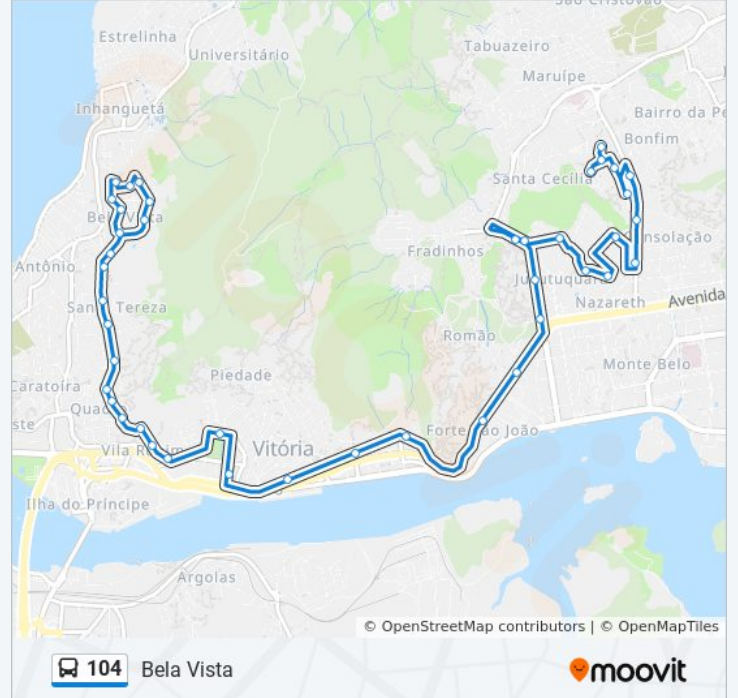 São Cristóvão
Estrelinha
Universitário
Tabuazeiro
Maruípe
Inhanguetá
Bairro da Pe
Bonfim
Santa Cecília
Bela Vista
nsolação
Fradinhos
Antônio
Jucutuquara
Santa Tereza
Nazareth
Avenida
Romão
Monte Belo
Piedade
Caratoíra
Quad
ste
Forte São João
Vitória
Vila Rubim
Ilha do Príncipe
Argolas
© OpenStreetMap contributors | © OpenMapTiles
104 Bela Vista
moovit